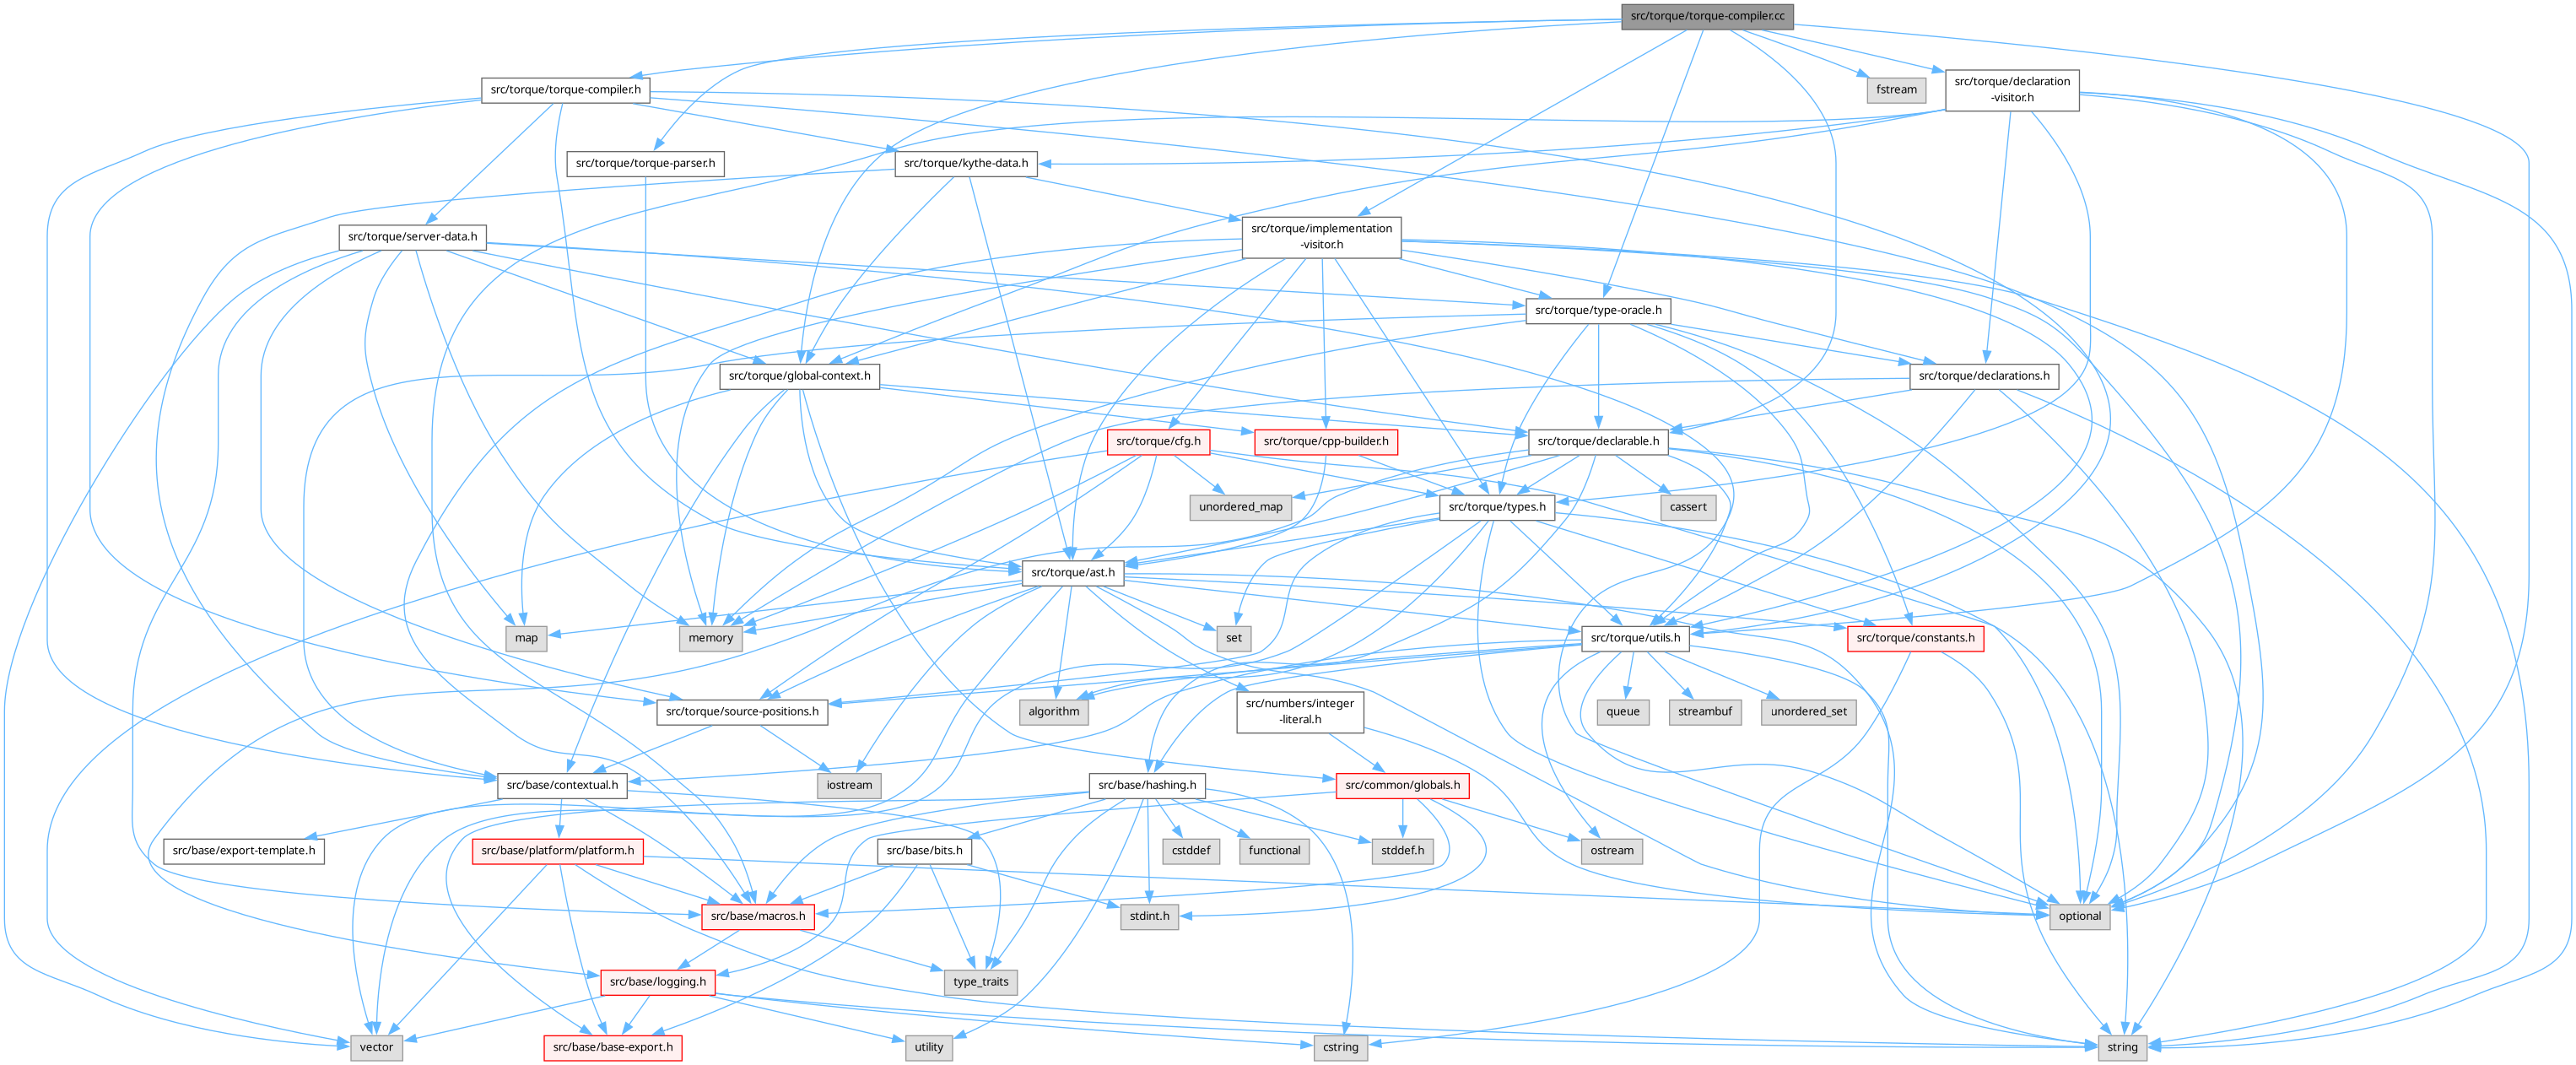 src/torque/torque-compiler.cc
src/torque/torque-compiler.h
fstream
src/torque/declaration
-visitor.h
src/torque/torque-parser.h
src/torque/kythe-data.h
src/torque/server-data.h
src/torque/implementation
-visitor.h
src/torque/type-oracle.h
src/torque/global-context.h
src/torque/declarations.h
src/torque/cfg.h
src/torque/cpp-builder.h
src/torque/declarable.h
unordered_map
src/torque/types.h
cassert
src/torque/ast.h
map
memory
set
src/torque/utils.h
src/torque/constants.h
src/torque/source-positions.h
algorithm
src/numbers/integer
-literal.h
queue
streambuf
unordered_set
src/base/contextual.h
iostream
src/base/hashing.h
src/common/globals.h
src/base/export-template.h
src/base/platform/platform.h
src/base/bits.h
cstddef
functional
stddef.h
ostream
src/base/macros.h
stdint.h
optional
src/base/logging.h
type_traits
vector
src/base/base-export.h
utility
cstring
string